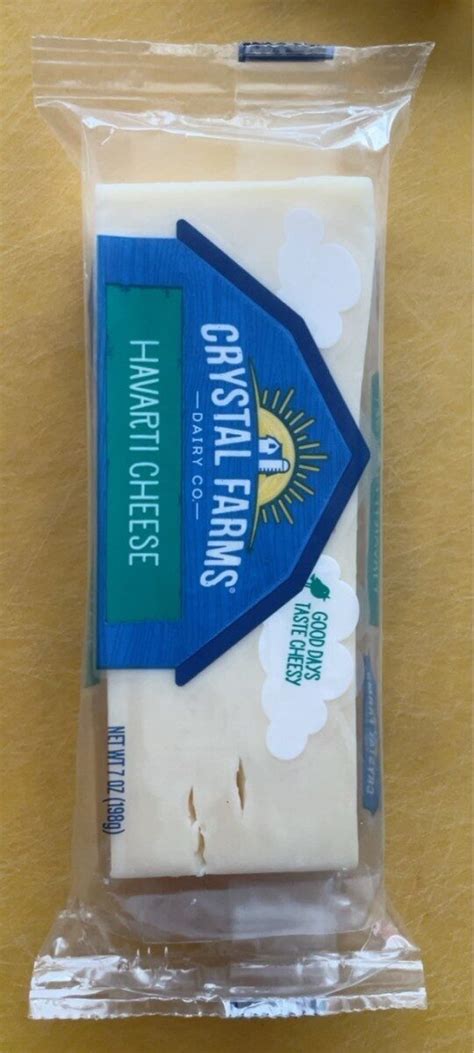 CRYSTAL FARMS®
—DAIRY CO.—
HAVARTI CHEESE
GOOD DAYS
TASTE CHEESY
NET WT 7 OZ (198g)